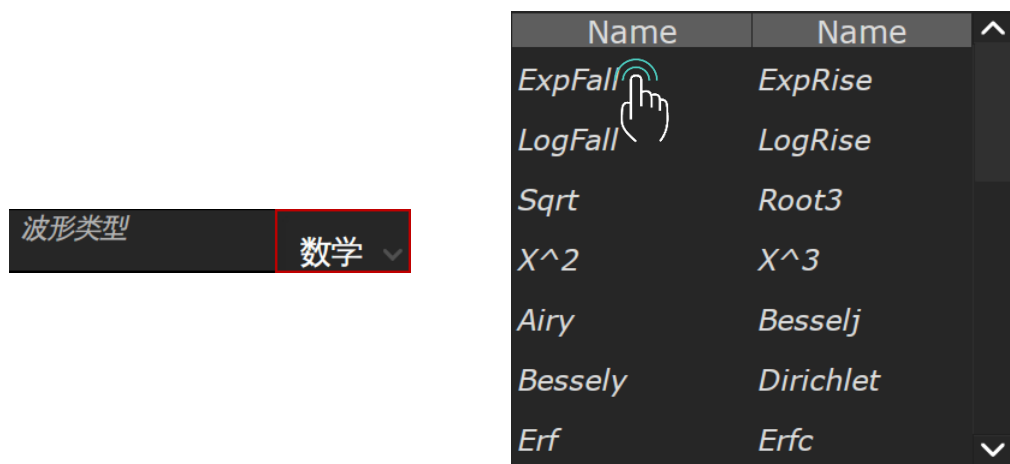 波形类型
数学
Name Name
ExpFall ExpRise
LogFall LogRise
Sqrt Root3
X^2 X^3
Airy Besselj
Bessely Dirichlet
Erf Erfc